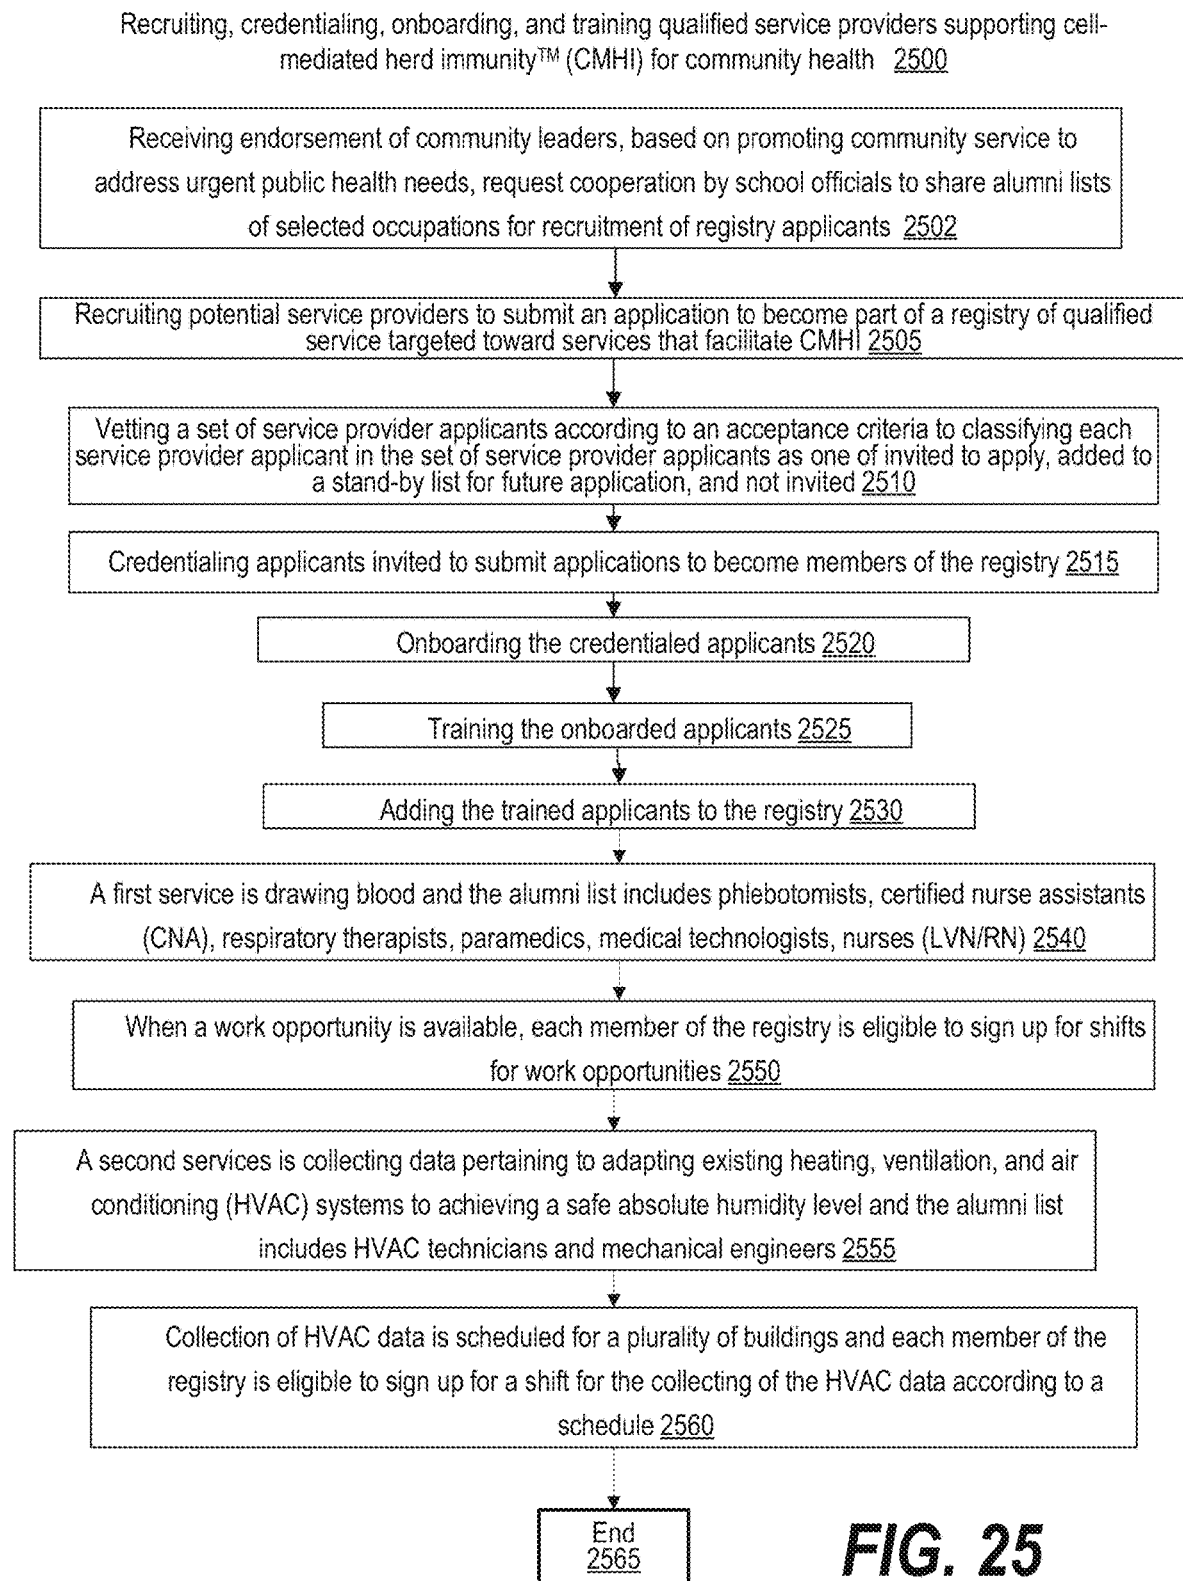 Recruiting, credentialing, onboarding, and training qualified service providers supporting cell-
mediated herd immunity™ (CMHI) for community health 2500
Receiving endorsement of community leaders, based on promoting community service to
address urgent public health needs, request cooperation by school officials to share alumni lists
of selected occupations for recruitment of registry applicants 2502
Recruiting potential service providers to submit an application to become part of a registry of qualified
service targeted toward services that facilitate CMHI 2505
Vetting a set of service provider applicants according to an acceptance criteria to classifying each
service provider applicant in the set of service provider applicants as one of invited to apply, added to
a stand-by list for future application, and not invited 2510
Credentialing applicants invited to submit applications to become members of the registry 2515
Onboarding the credentialed applicants 2520
Training the onboarded applicants 2525
Adding the trained applicants to the registry 2530
A first service is drawing blood and the alumni list includes phlebotomists, certified nurse assistants
(CNA), respiratory therapists, paramedics, medical technologists, nurses (LVN/RN) 2540
When a work opportunity is available, each member of the registry is eligible to sign up for shifts
for work opportunities 2550
A second services is collecting data pertaining to adapting existing heating, ventilation, and air
conditioning (HVAC) systems to achieving a safe absolute humidity level and the alumni list
includes HVAC technicians and mechanical engineers 2555
Collection of HVAC data is scheduled for a plurality of buildings and each member of the
registry is eligible to sign up for a shift for the collecting of the HVAC data according to a
schedule 2560
End
2565
FIG. 25